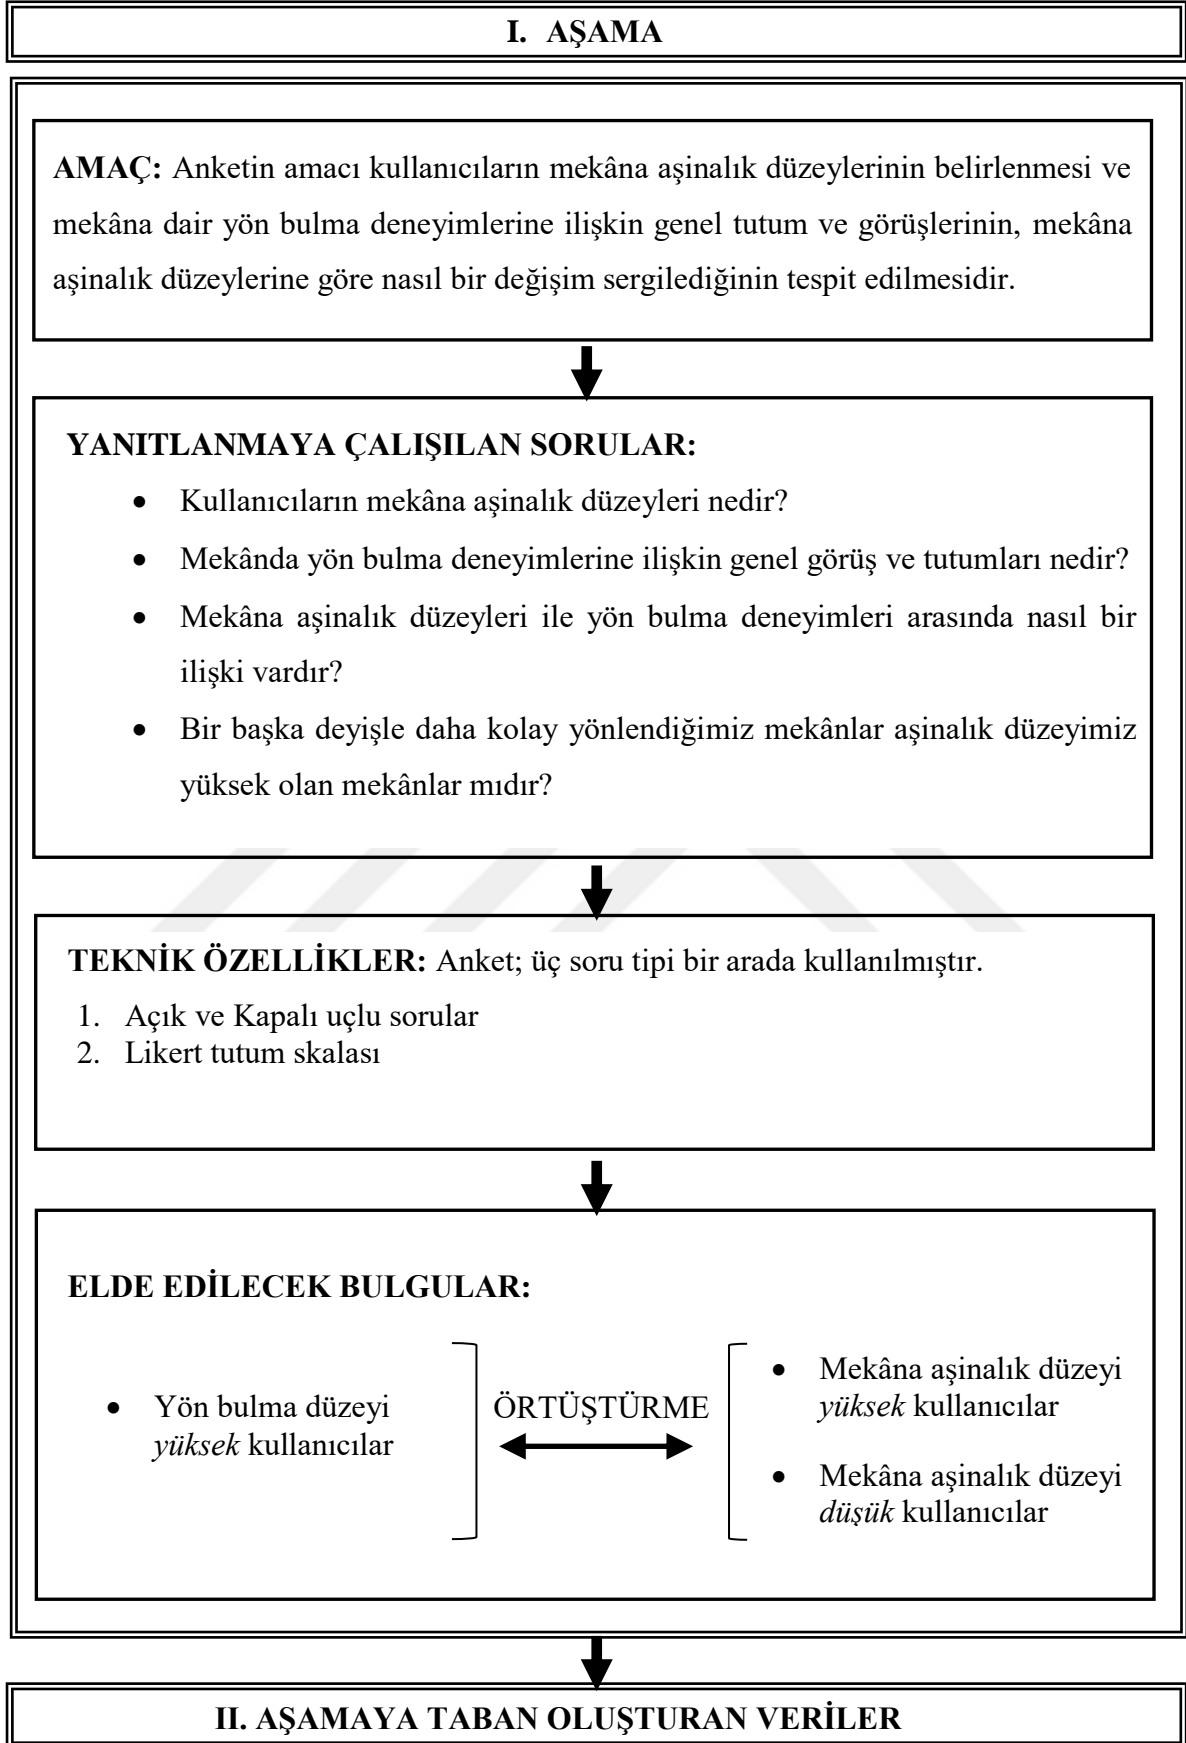 I. AŞAMA
AMAÇ: Anketin amacı kullanıcıların mekâna aşinalık düzeylerinin belirlenmesi ve
mekâna dair yön bulma deneyimlerine ilişkin genel tutum ve görüşlerinin, mekâna
aşinalık düzeylerine göre nasıl bir değişim sergilediğinin tespit edilmesidir.
YANITLANMAYA ÇALIŞILAN SORULAR:
• Kullanıcıların mekâna aşinalık düzeyleri nedir?
• Mekânda yön bulma deneyimlerine ilişkin genel görüş ve tutumları nedir?
• Mekâna aşinalık düzeyleri ile yön bulma deneyimleri arasında nasıl bir
ilişki vardır?
• Bir başka deyişle daha kolay yönlendiğimiz mekânlar aşinalık düzeyimiz
yüksek olan mekânlar mıdır?
TEKNİK ÖZELLİKLER: Anket; üç soru tipi bir arada kullanılmıştır.
1. Açık ve Kapalı uçlu sorular
2. Likert tutum skalası
ELDE EDİLECEK BULGULAR:
• Yön bulma düzeyi
yüksek kullanıcılar
ÖRTÜŞTÜRME
• Mekâna aşinalık düzeyi
yüksek kullanıcılar
• Mekâna aşinalık düzeyi
düşük kullanıcılar
II. AŞAMAYA TABAN OLUŞTURAN VERİLER